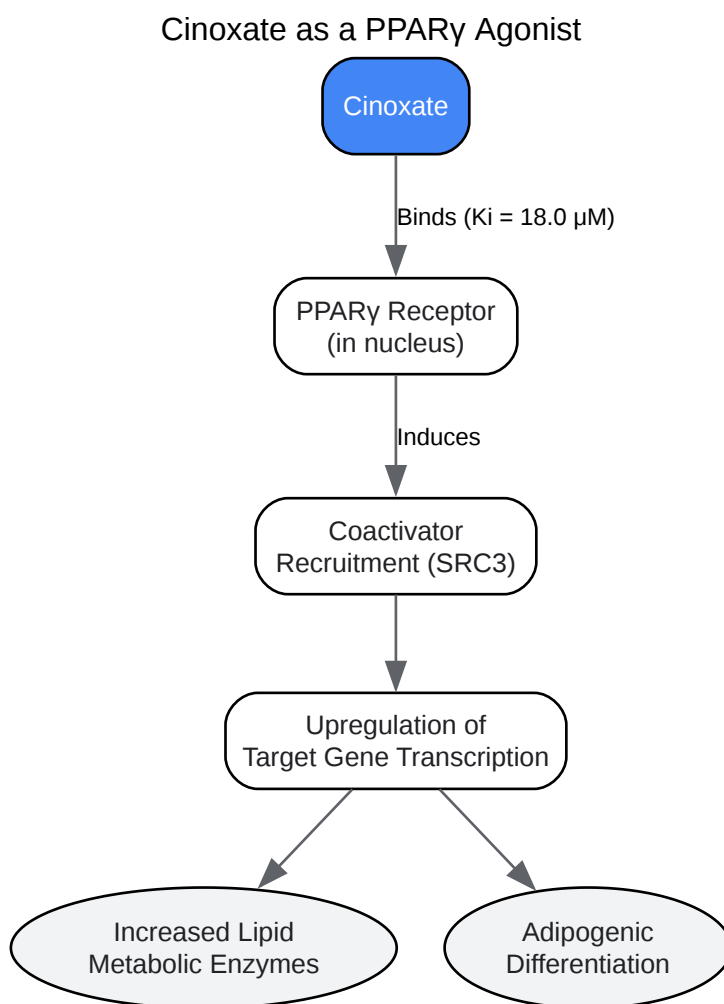 Cinoxate as a PPARγ Agonist
Cinoxate
Binds (Ki = 18.0 μM)
PPARγ Receptor
(in nucleus)
Induces
Coactivator
Recruitment (SRC3)
Upregulation of
Target Gene Transcription
Increased Lipid
Metabolic Enzymes
Adipogenic
Differentiation